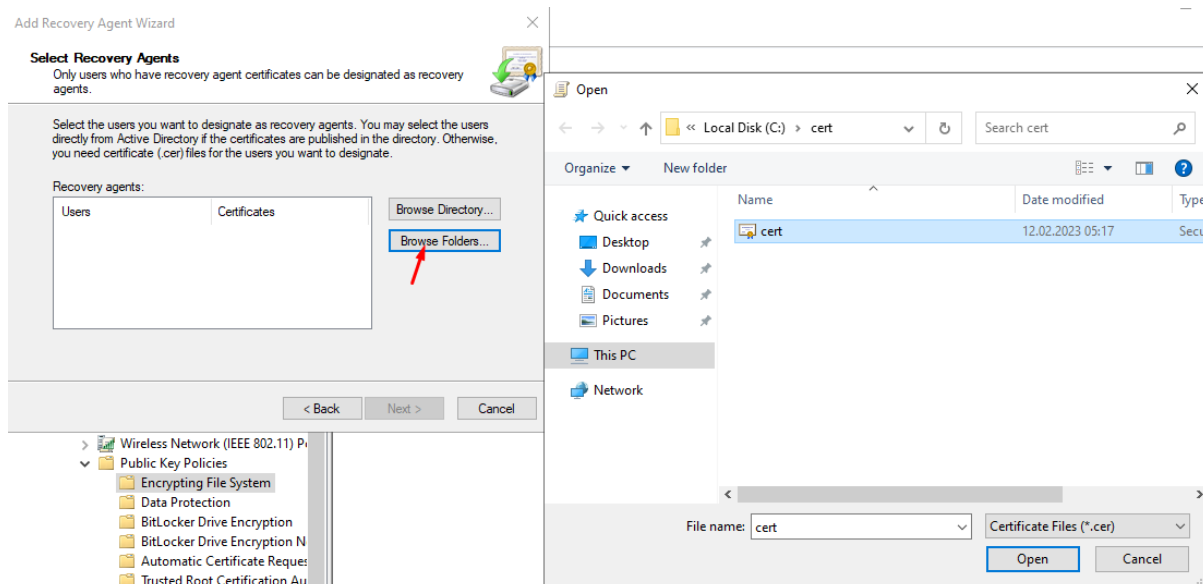 Add Recovery Agent Wizard
Select Recovery Agents
Only users who have recovery agent certificates can be designated as recovery
agents.
Select the users you want to designate as recovery agents. You may select the users
directly from Active Directory if the certificates are published in the directory. Otherwise,
you need certificate (.cer) files for the users you want to designate.
Recovery agents:
Users Certificates
Browse Directory...
Browse Folders...
< Back Next > Cancel
Wireless Network (IEEE 802.11) P
Public Key Policies
Encrypting File System
Data Protection
BitLocker Drive Encryption
BitLocker Drive Encryption N
Automatic Certificate Reques
Trusted Root Certification Au
Open
« Local Disk (C:) › cert
Search cert
Organize New folder
Name Date modified Type
cert 12.02.2023 05:17 Secu
Quick access
Desktop
Downloads
Documents
Pictures
This PC
Network
File name: cert Certificate Files (*.cer)
Open Cancel